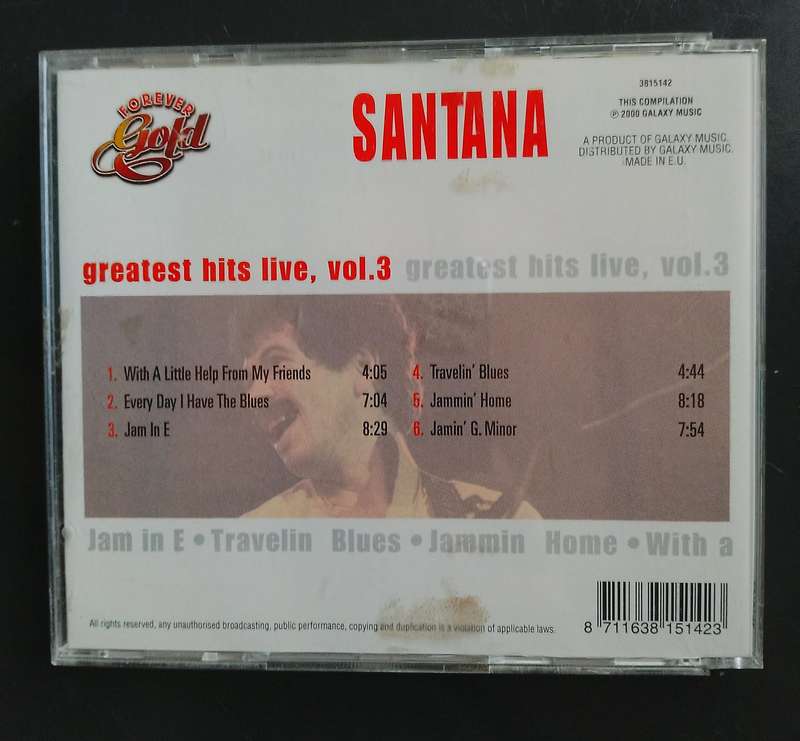 FOREVER
Gold
SANTANA
3815142
THIS COMPILATION
℗ 2000 GALAXY MUSIC
A PRODUCT OF GALAXY MUSIC.
DISTRIBUTED BY GALAXY MUSIC.
MADE IN E.U.
greatest hits live, vol.3 greatest hits live, vol.3
1. With A Little Help From My Friends 4:05
2. Every Day I Have The Blues 7:04
3. Jam In E 8:29
4. Travelin' Blues 4:44
5. Jammin' Home 8:18
6. Jamin' G. Minor 7:54
Jam in E • Travelin Blues • Jammin Home • With a
All rights reserved, any unauthorised broadcasting, public performance, copying and duplication is a violation of applicable laws.
8 711638 151423